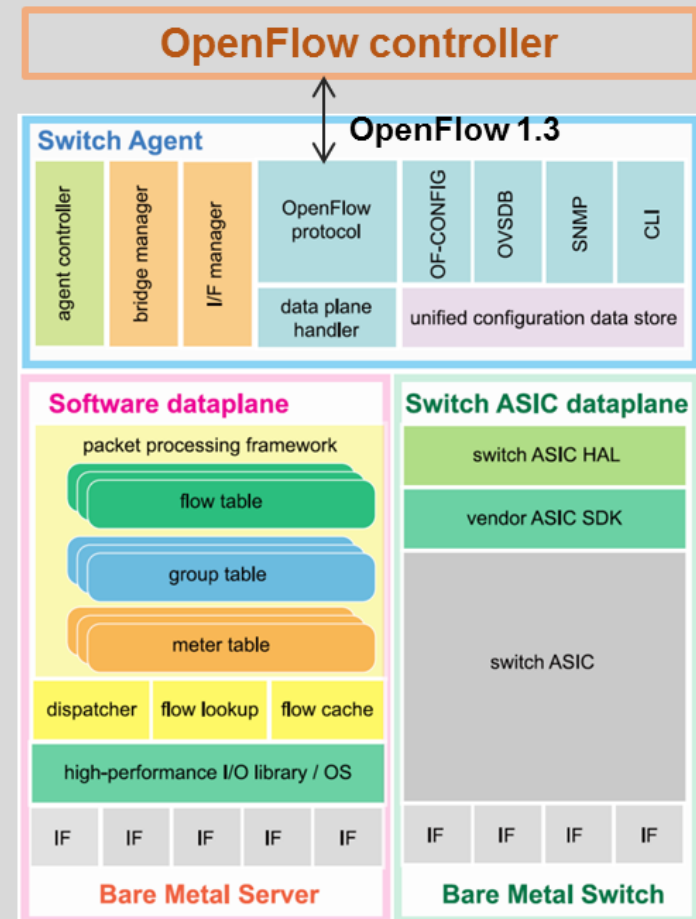 OpenFlow controller
OpenFlow 1.3
Switch Agent
agent controller
bridge manager
I/F manager
OpenFlow
protocol
data plane
handler
OF-CONFIG
OVSDB
SNMP
CLI
unified configuration data store
Software dataplane
packet processing framework
flow table
group table
meter table
dispatcher
flow lookup
flow cache
high-performance I/O library / OS
IF
IF
IF
IF
IF
Bare Metal Server
Switch ASIC dataplane
switch ASIC HAL
vendor ASIC SDK
switch ASIC
IF
IF
IF
IF
Bare Metal Switch